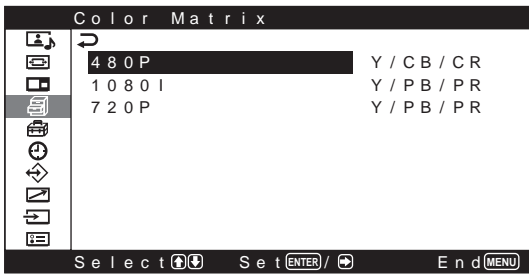 Color Matrix
480P Y/CB/CR
1080I Y/PB/PR
720P Y/PB/PR
Select Set ENTER / End MENU